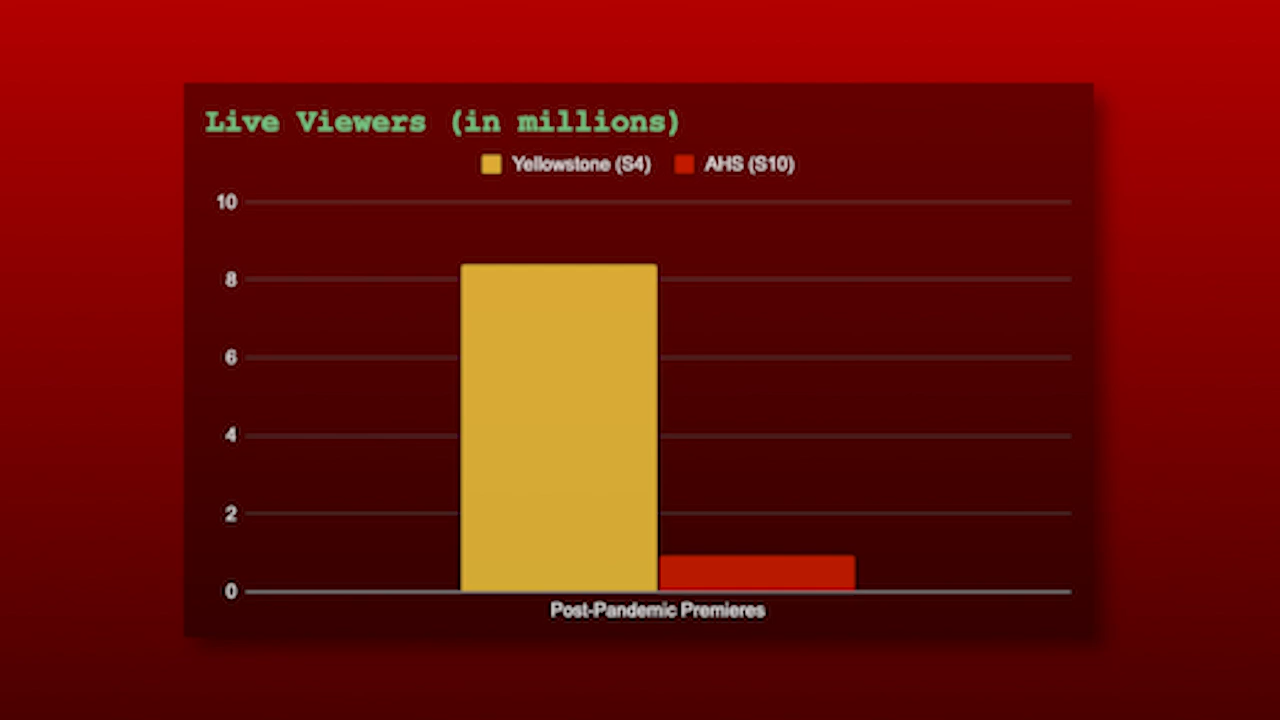 Live Viewers (in millions)
Yellowstone (S4) AHS (S10)
10
8
6
4
2
0
Post-Pandemic Premieres